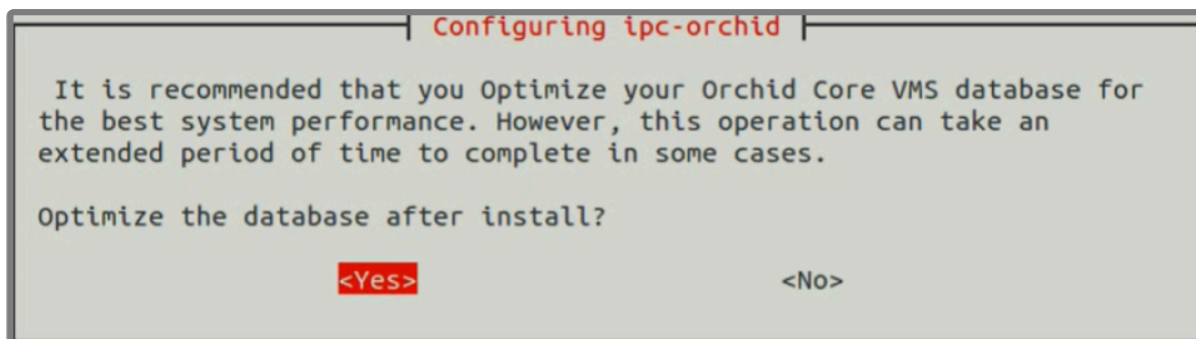 Configuring ipc-orchid
It is recommended that you Optimize your Orchid Core VMS database for
the best system performance. However, this operation can take an
extended period of time to complete in some cases.
Optimize the database after install?
<Yes> <No>